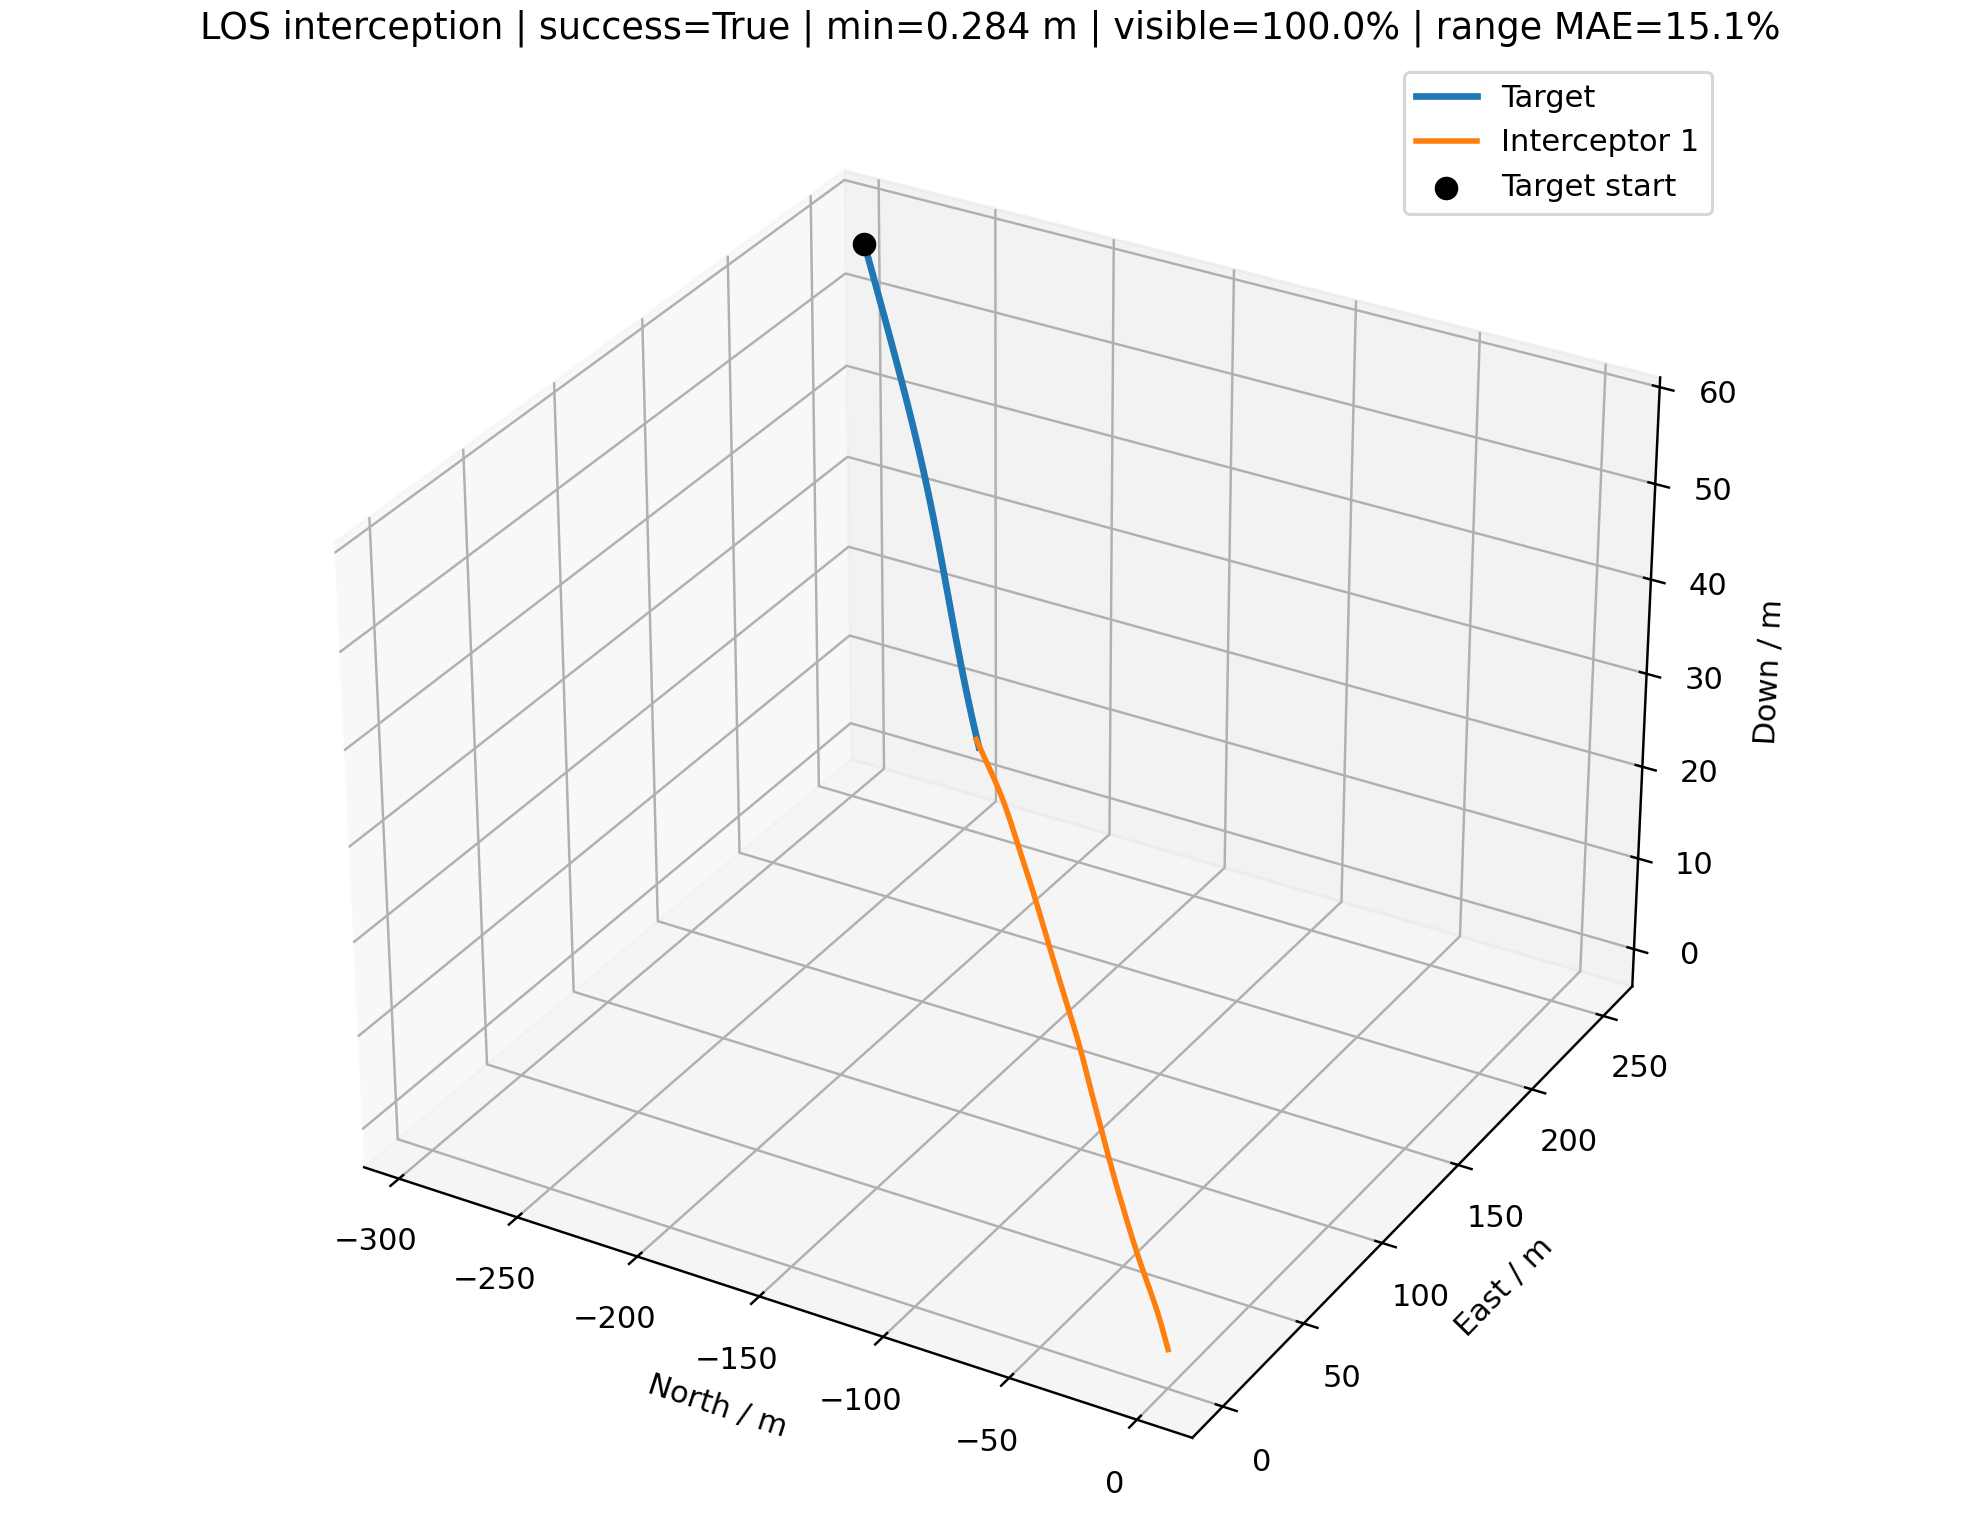 LOS interception | success=True | min=0.284 m | visible=100.0% | range MAE=15.1%
Target
Interceptor 1
Target start
60
50
40
30
20
10
0
Down / m
250
200
150
100
50
0
East / m
−300
−250
−200
−150
−100
−50
0
North / m